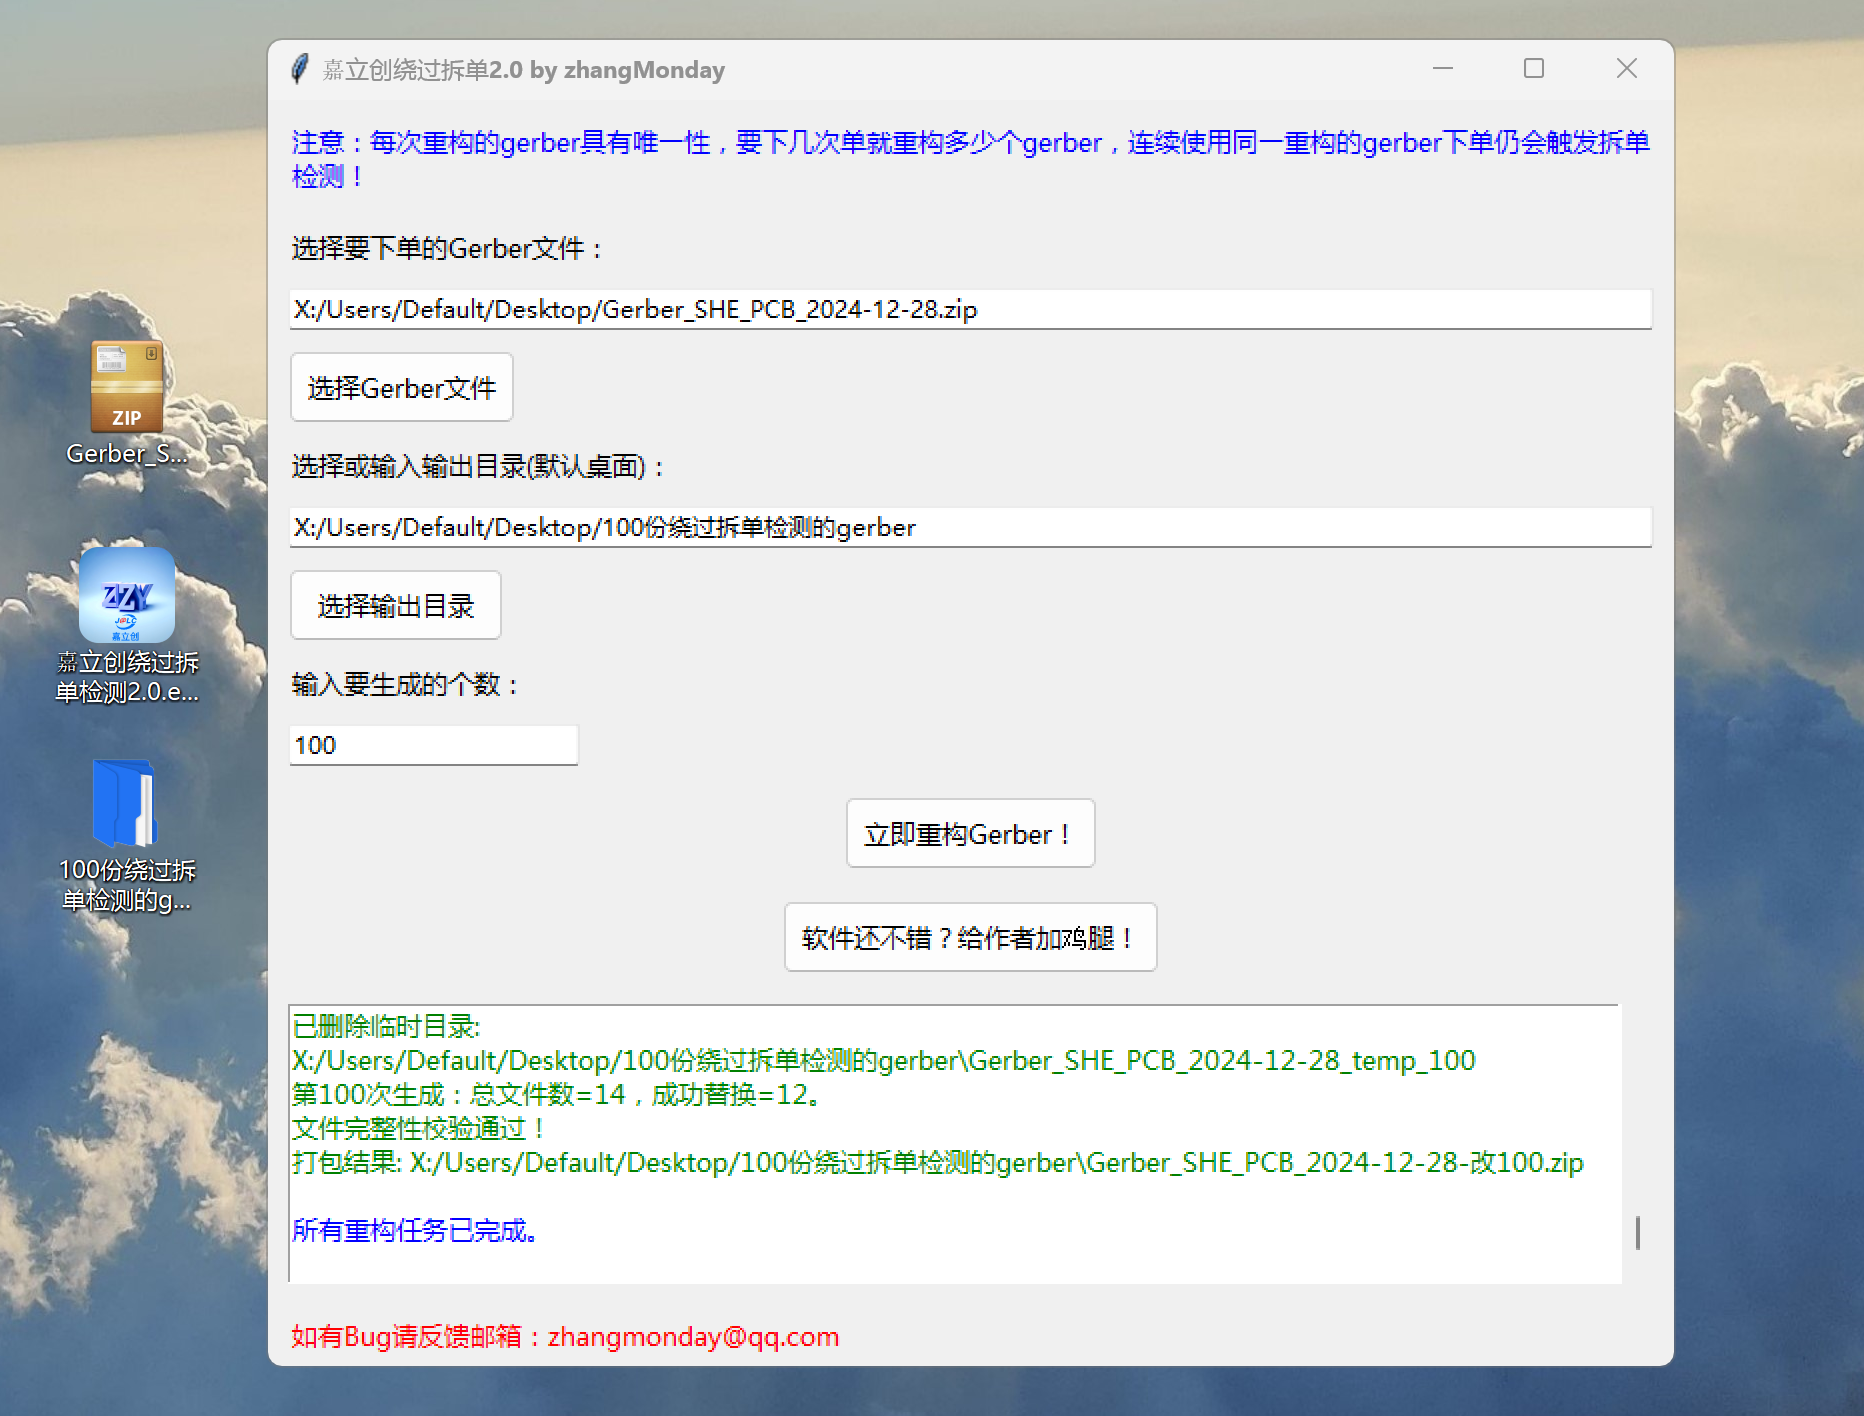 嘉立创绕过拆单2.0 by zhangMonday
注意：每次重构的gerber具有唯一性，要下几次单就重构多少个gerber，连续使用同一重构的gerber下单仍会触发拆单
检测！
选择要下单的Gerber文件：
X:/Users/Default/Desktop/Gerber_SHE_PCB_2024-12-28.zip
选择Gerber文件
选择或输入输出目录(默认桌面)：
X:/Users/Default/Desktop/100份绕过拆单检测的gerber
选择输出目录
输入要生成的个数：
100
立即重构Gerber！
软件还不错？给作者加鸡腿！
已删除临时目录:
X:/Users/Default/Desktop/100份绕过拆单检测的gerber\Gerber_SHE_PCB_2024-12-28_temp_100
第100次生成：总文件数=14，成功替换=12。
文件完整性校验通过！
打包结果: X:/Users/Default/Desktop/100份绕过拆单检测的gerber\Gerber_SHE_PCB_2024-12-28-改100.zip
所有重构任务已完成。
如有Bug请反馈邮箱：zhangmonday@qq.com
ZIP
Gerber_S...
ZZY
JLC
嘉立创
嘉立创绕过拆
单检测2.0.e...
100份绕过拆
单检测的g...